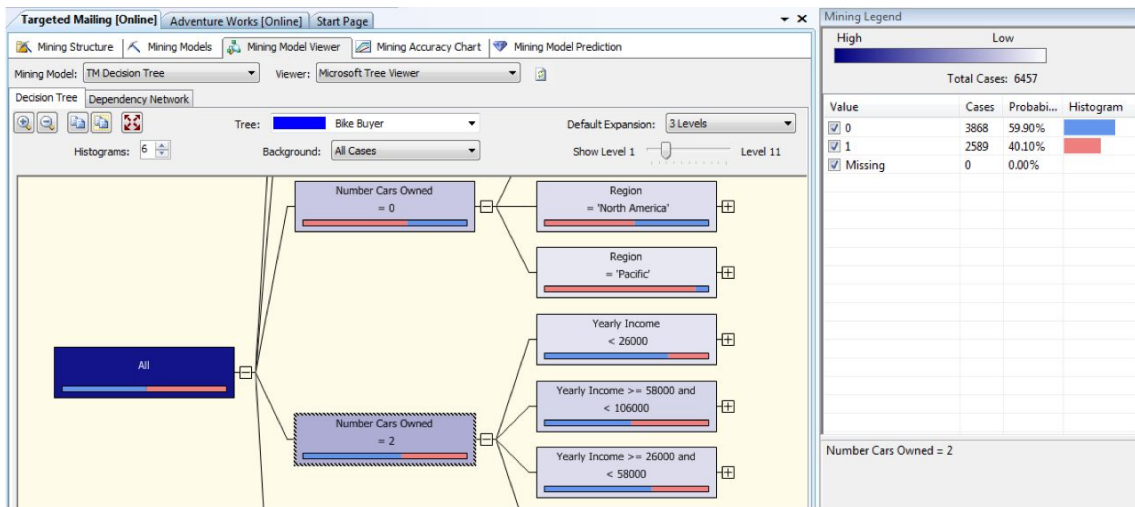 Targeted Mailing [Online] Adventure Works [Online] Start Page
Mining Structure Mining Models Mining Model Viewer Mining Accuracy Chart Mining Model Prediction
Mining Model: TM Decision Tree Viewer: Microsoft Tree Viewer
Decision Tree Dependency Network
Tree: Bike Buyer Default Expansion: 3 Levels
Histograms: 6 Background: All Cases Show Level 1 Level 11
Number Cars Owned
= 0
Region
= 'North America'
Region
= 'Pacific'
Yearly Income
< 26000
All
Yearly Income >= 58000 and
< 106000
Number Cars Owned
= 2
Yearly Income >= 26000 and
< 58000
Mining Legend
High Low
Total Cases: 6457
Value Cases Probabi... Histogram
0 3868 59.90%
1 2589 40.10%
Missing 0 0.00%
Number Cars Owned = 2